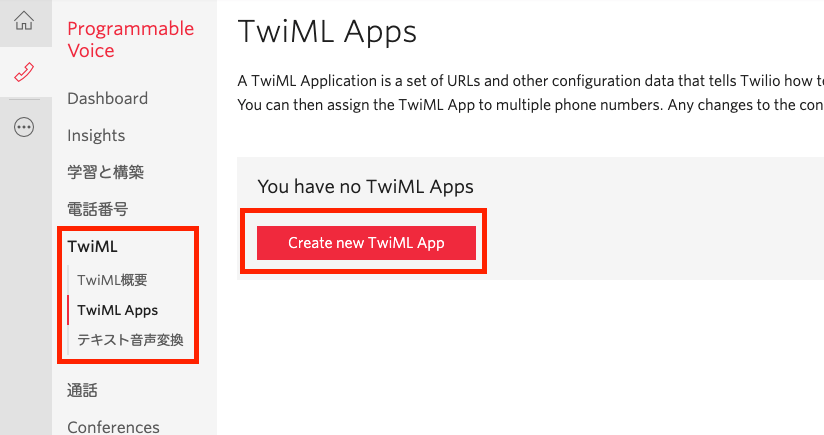 Programmable
Voice
Dashboard
Insights
学習と構築
電話番号
TwiML
TwiML概要
TwiML Apps
テキスト音声変換
通話
Conferences
TwiML Apps
A TwiML Application is a set of URLs and other configuration data that tells Twilio how to
You can then assign the TwiML App to multiple phone numbers. Any changes to the con
You have no TwiML Apps
Create new TwiML App